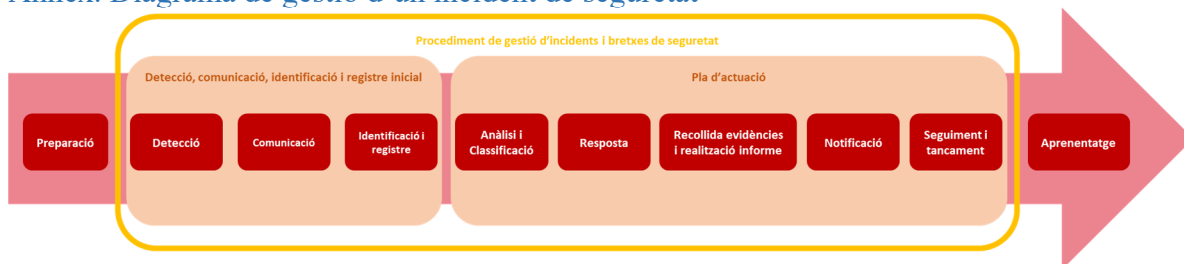 Annex. Diagrama de gestió d'un incident de seguretat
Procediment de gestió d'incidents i bretxes de seguretat
Detecció, comunicació, identificació i registre inicial
Pla d'actuació
Preparació
Detecció
Comunicació
Identificació i
registre
Anàlisi i
Classificació
Resposta
Recollida evidències
i realització informe
Notificació
Seguiment i
tancament
Aprenentatge